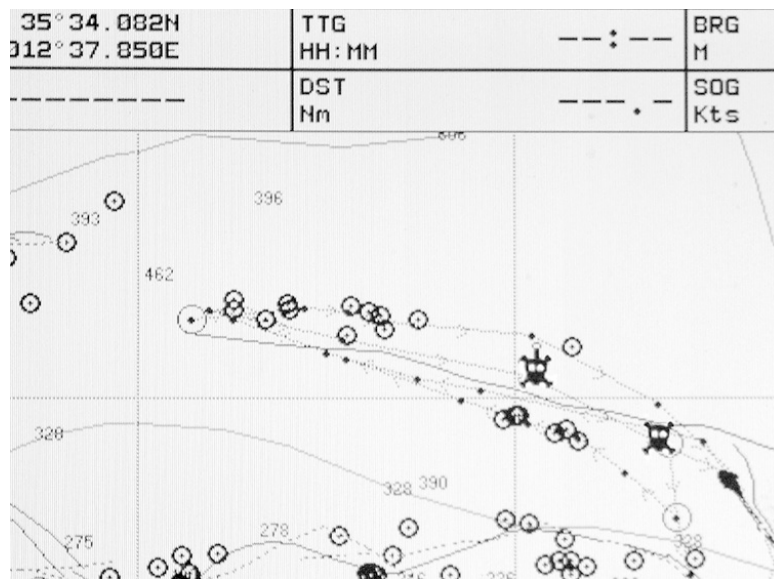 35°34.082N
012°37.850E
TTG
HH:MM
BRG
M
DST
Nm
SOG
Kts
396
393
462
328
390
328
275
278
328